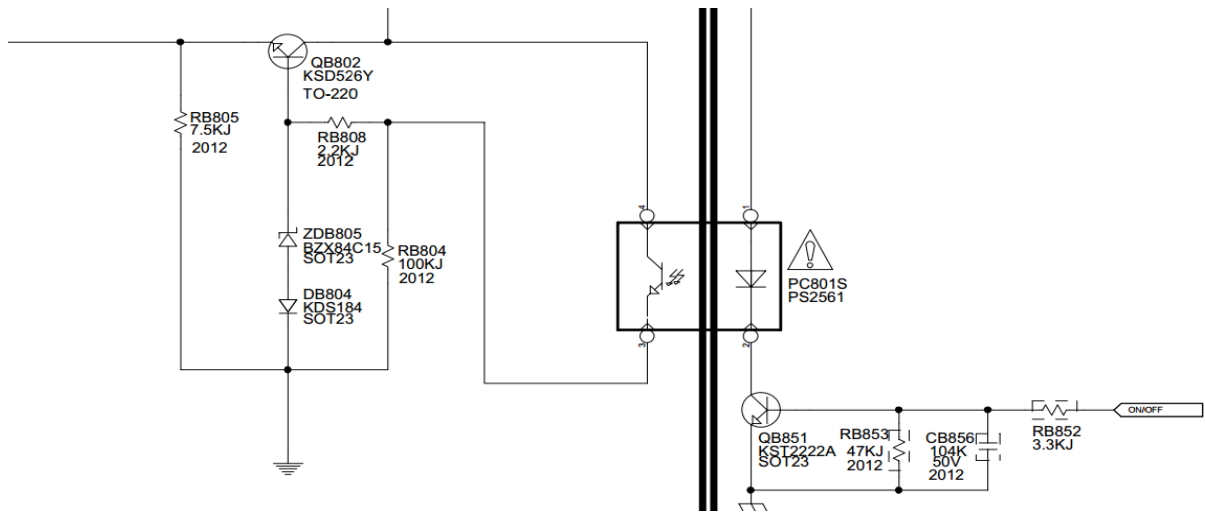 QB802
KSD526Y
TO-220
RB805
7.5KJ
2012
RB808
2.2KJ
2012
ZDB805
BZX84C15
SOT23
RB804
100KJ
2012
DB804
KDS184
SOT23
4
1
PC801S
PS2561
3
2
ON/OFF
RB852
3.3KJ
QB851
KST2222A
SOT23
RB853
47KJ
2012
CB856
104K
50V
2012